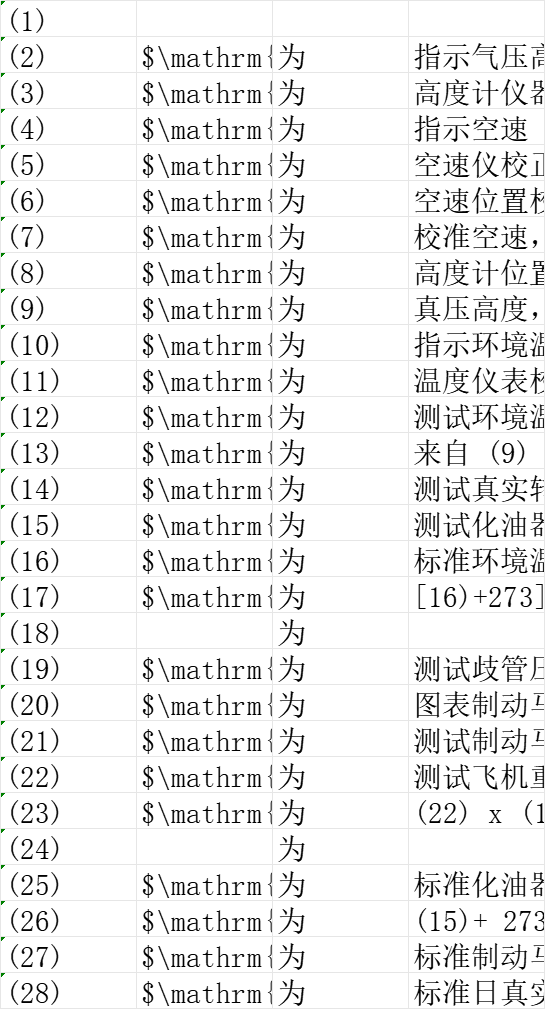 (1)
(2) $\mathrm{ 为 指示气压高
(3) $\mathrm{ 为 高度计仪器
(4) $\mathrm{ 为 指示空速
(5) $\mathrm{ 为 空速仪校正
(6) $\mathrm{ 为 空速位置校
(7) $\mathrm{ 为 校准空速,
(8) $\mathrm{ 为 高度计位置
(9) $\mathrm{ 为 真压高度,
(10) $\mathrm{ 为 指示环境温
(11) $\mathrm{ 为 温度仪表校
(12) $\mathrm{ 为 测试环境温
(13) $\mathrm{ 为 来自 (9)
(14) $\mathrm{ 为 测试真实转
(15) $\mathrm{ 为 测试化油器
(16) $\mathrm{ 为 标准环境温
(17) $\mathrm{ 为 [16)+273]
(18) 为
(19) $\mathrm{ 为 测试歧管压
(20) $\mathrm{ 为 图表制动马
(21) $\mathrm{ 为 测试制动马
(22) $\mathrm{ 为 测试飞机重
(23) $\mathrm{ 为 (22) x (1
(24) 为
(25) $\mathrm{ 为 标准化油器
(26) $\mathrm{ 为 (15)+ 273
(27) $\mathrm{ 为 标准制动马
(28) $\mathrm{ 为 标准日真实